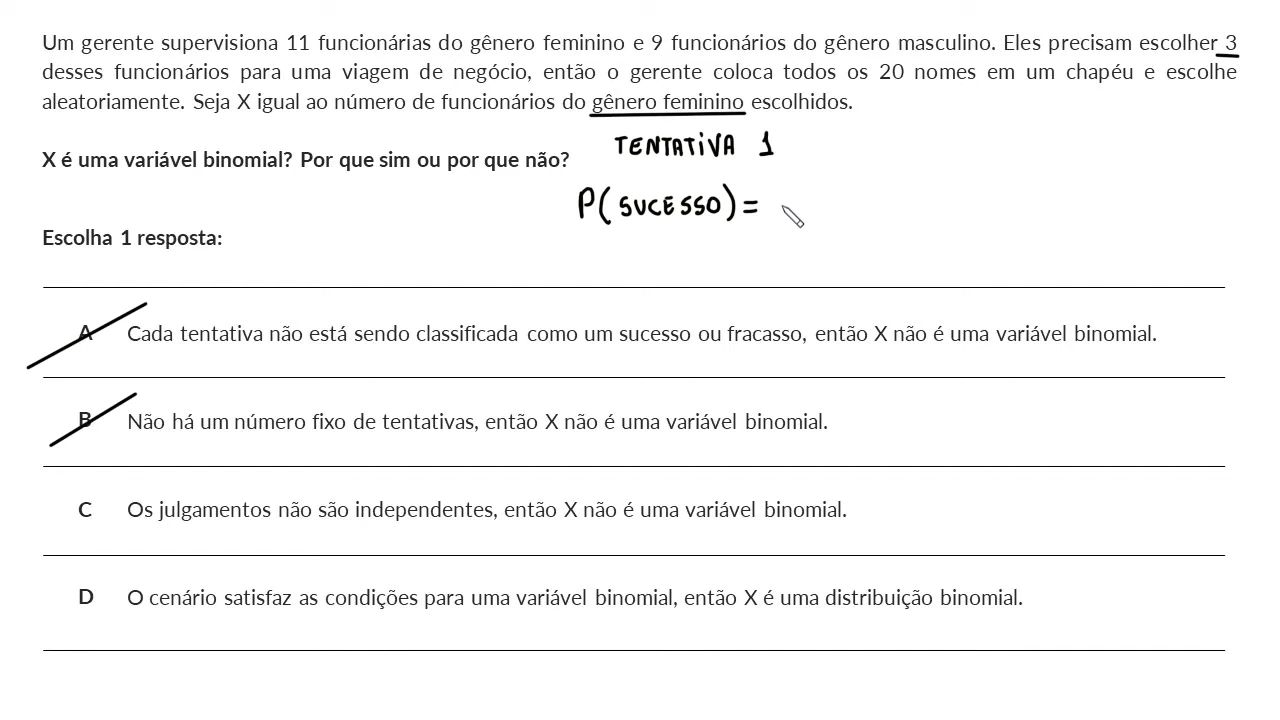 Um gerente supervisiona 11 funcionárias do gênero feminino e 9 funcionários do gênero masculino. Eles precisam escolher 3
desses funcionários para uma viagem de negócio, então o gerente coloca todos os 20 nomes em um chapéu e escolhe
aleatoriamente. Seja X igual ao número de funcionários do gênero feminino escolhidos.
TENTATIVA 1
X é uma variável binomial? Por que sim ou por que não?
P(SUCESSO)=
Escolha 1 resposta:
A Cada tentativa não está sendo classificada como um sucesso ou fracasso, então X não é uma variável binomial.
B Não há um número fixo de tentativas, então X não é uma variável binomial.
C Os julgamentos não são independentes, então X não é uma variável binomial.
D O cenário satisfaz as condições para uma variável binomial, então X é uma distribuição binomial.